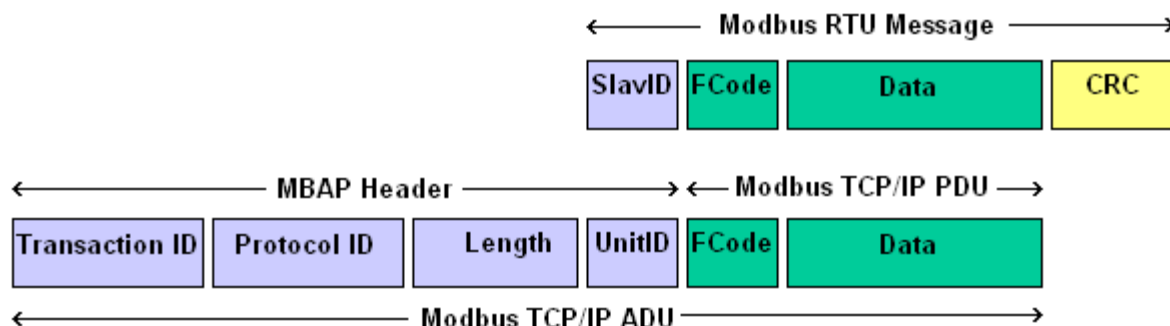 Modbus RTU Message
SlavID FCode Data CRC
MBAP Header Modbus TCP/IP PDU
Transaction ID Protocol ID Length UnitID FCode Data
Modbus TCP/IP ADU